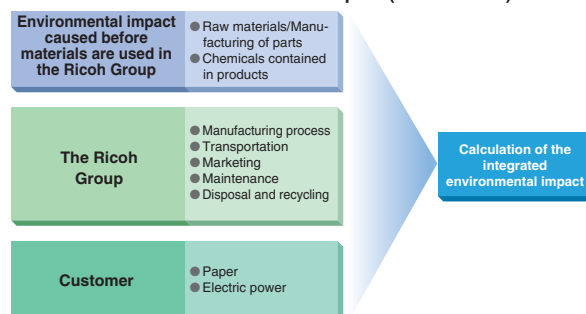 Environmental impact
caused before
materials are used in
the Ricoh Group
● Raw materials/Manu-
facturing of parts
● Chemicals contained
in products
The Ricoh
Group
● Manufacturing process
● Transportation
● Marketing
● Maintenance
● Disposal and recycling
Calculation of the
integrated
environmental impact
Customer
● Paper
● Electric power